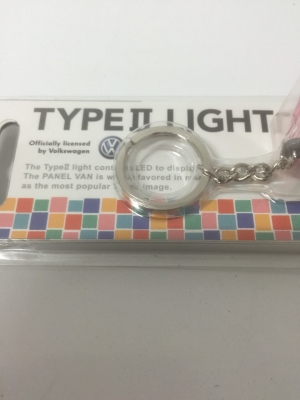 TYPEⅡ LIGHT
Officially licensed
by Volkswagen
The TypeⅡ light LED to
The PANEL VAN is favored in
as the most popular image.